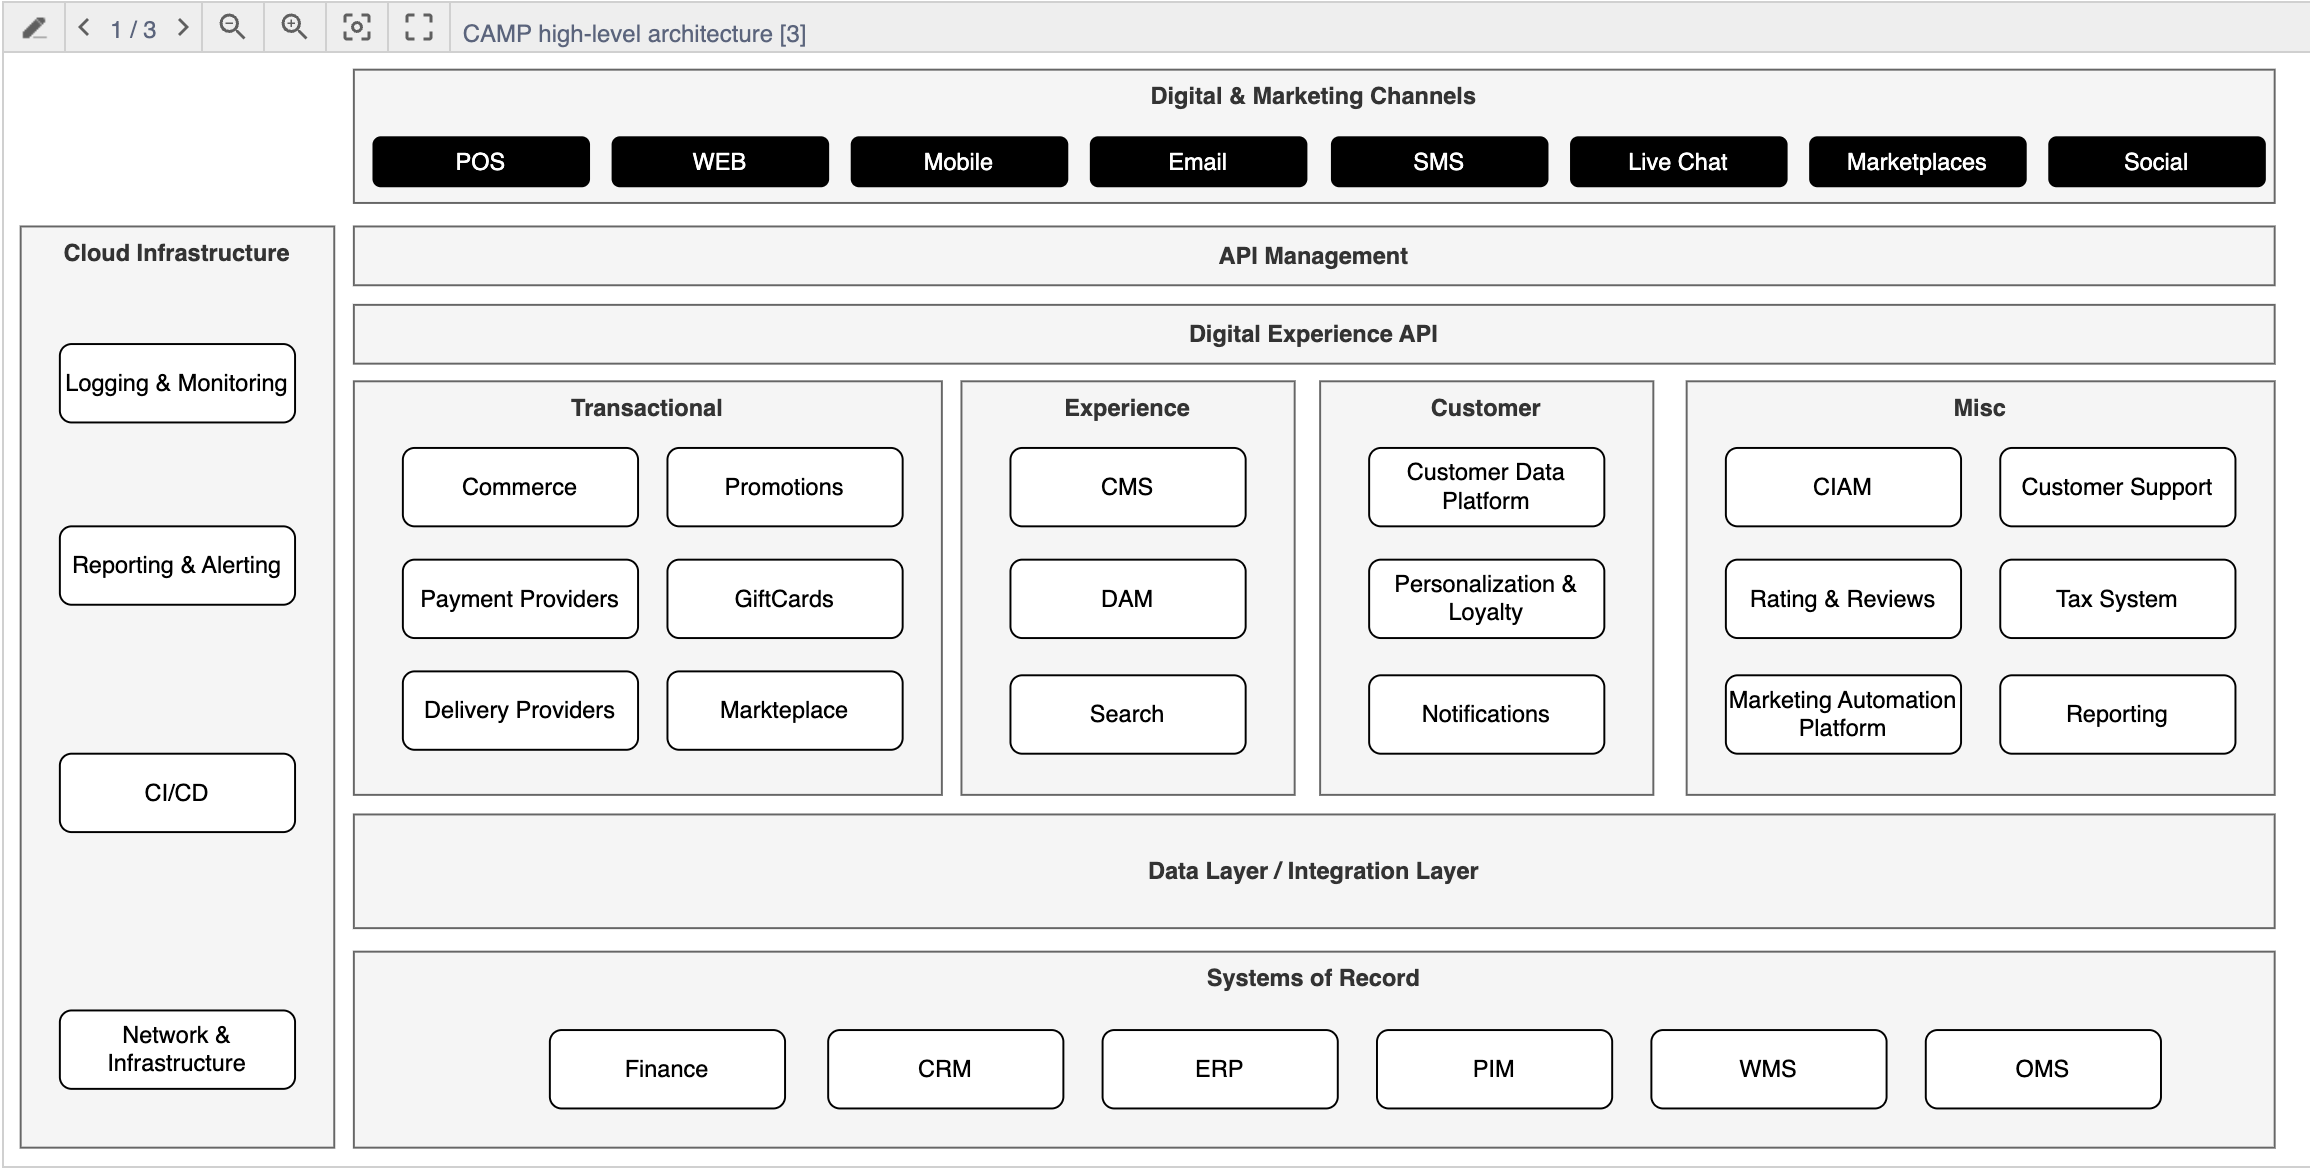 1 / 3
CAMP high-level architecture [3]
Digital & Marketing Channels
POS
WEB
Mobile
Email
SMS
Live Chat
Marketplaces
Social
Cloud Infrastructure
Logging & Monitoring
Reporting & Alerting
CI/CD
Network &
Infrastructure
API Management
Digital Experience API
Transactional
Commerce
Promotions
Payment Providers
GiftCards
Delivery Providers
Markteplace
Experience
CMS
DAM
Search
Customer
Customer Data
Platform
Personalization &
Loyalty
Notifications
Misc
CIAM
Customer Support
Rating & Reviews
Tax System
Marketing Automation
Platform
Reporting
Data Layer / Integration Layer
Systems of Record
Finance
CRM
ERP
PIM
WMS
OMS